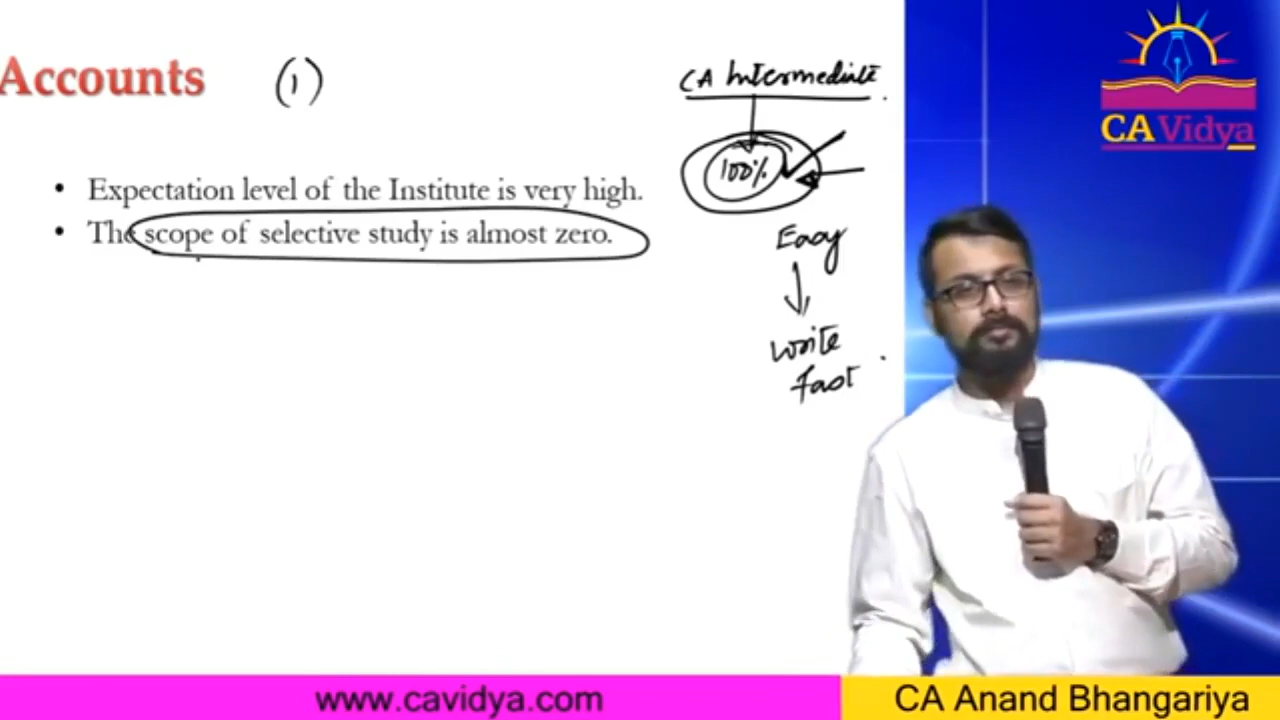 Accounts (1)
CA Intermediate
100%
• Expectation level of the Institute is very high.
• The scope of selective study is almost zero.
Easy
Write
fast
CA Vidya
www.cavidya.com
CA Anand Bhangariya